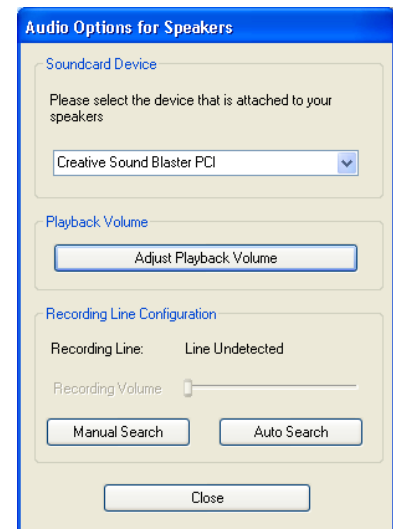 Audio Options for Speakers
Soundcard Device
Please select the device that is attached to your
speakers
Creative Sound Blaster PCI
Playback Volume
Adjust Playback Volume
Recording Line Configuration
Recording Line: Line Undetected
Recording Volume
Manual Search Auto Search
Close